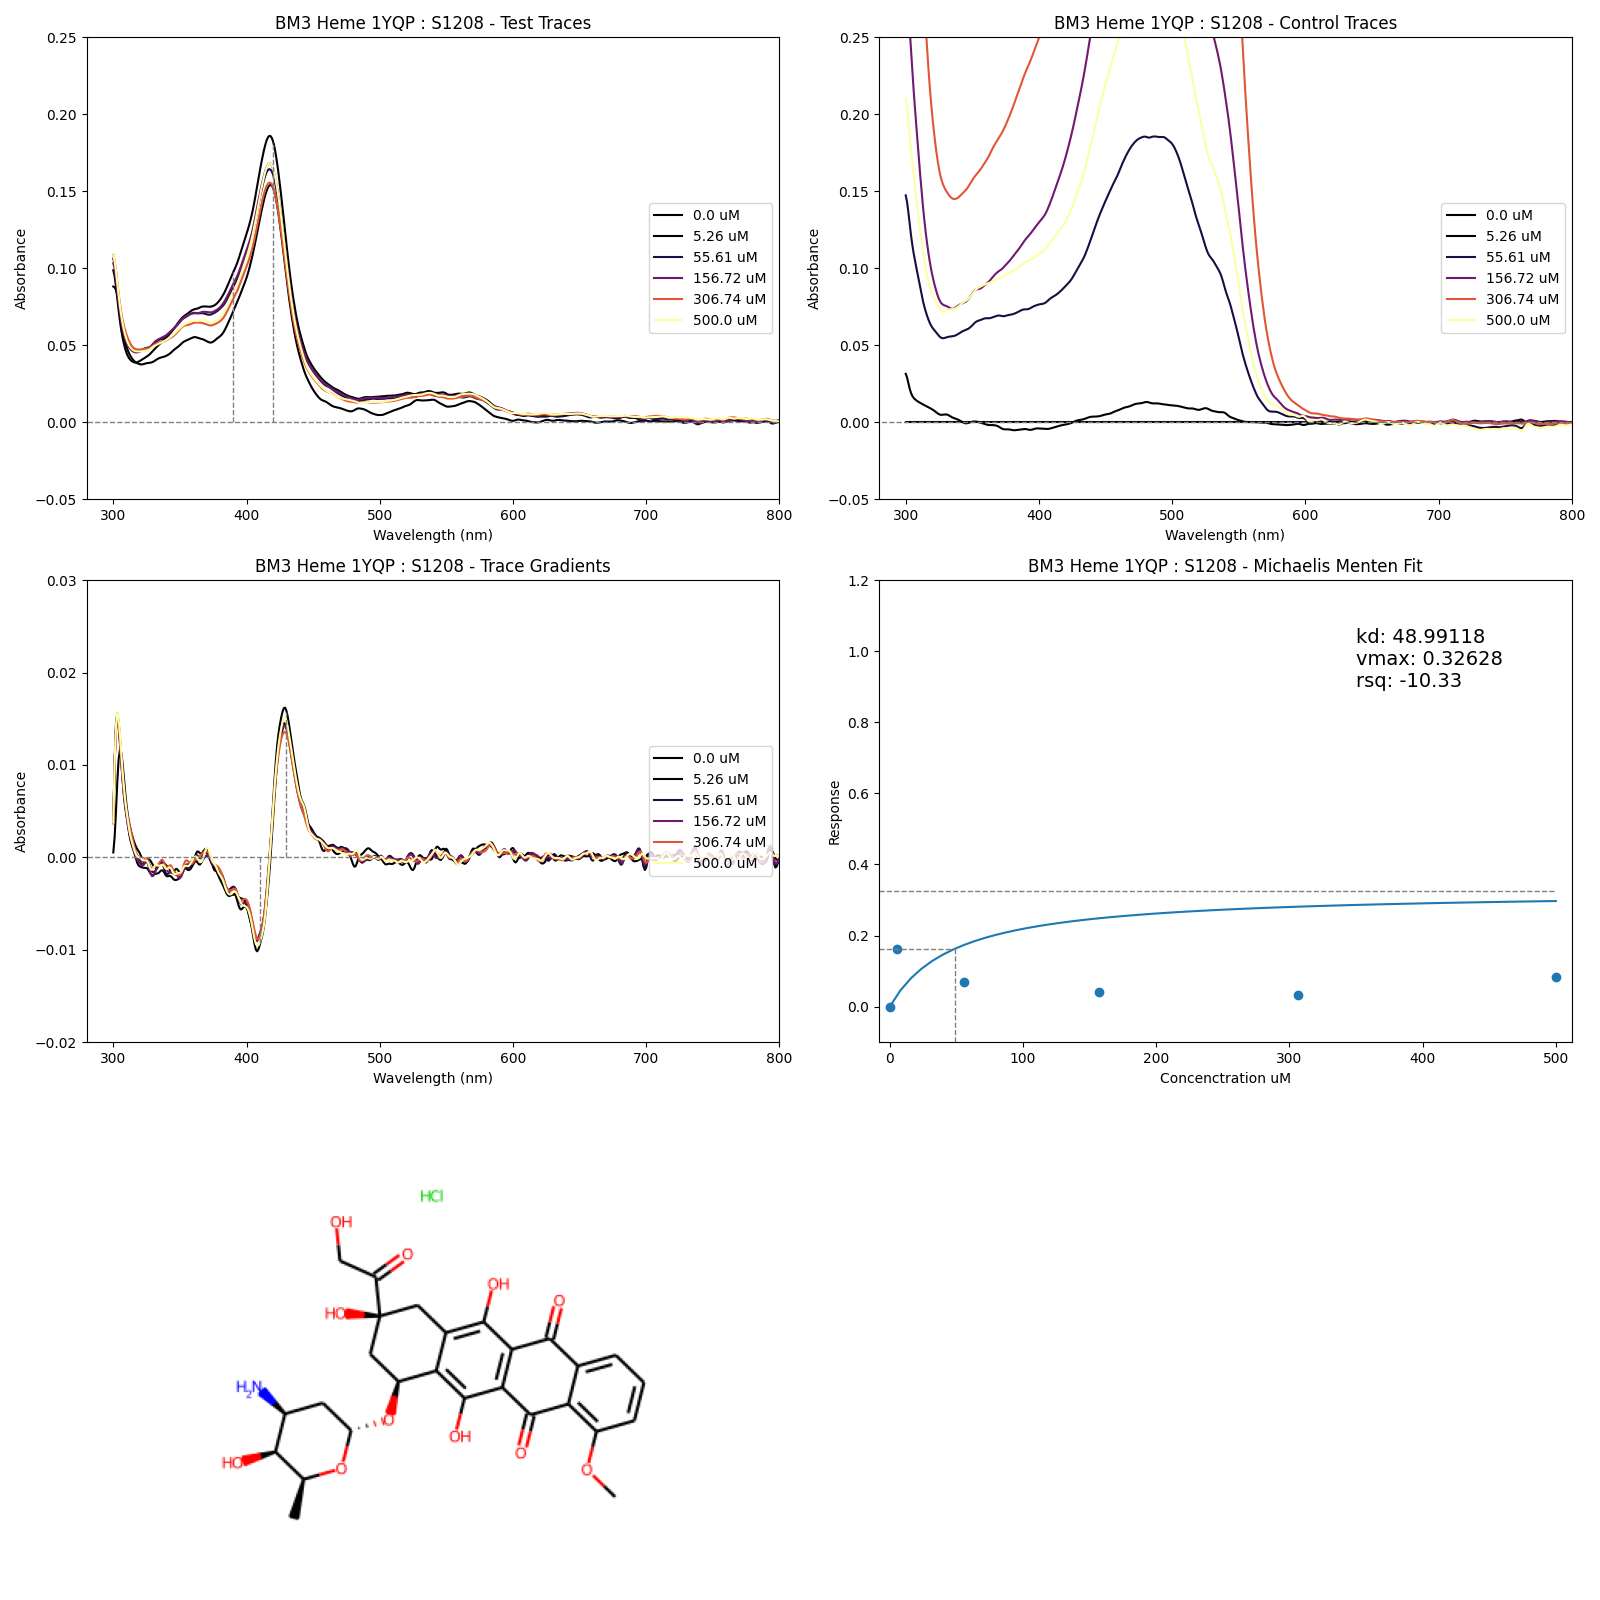 BM3 Heme 1YQP : S1208 - Test Traces
0.25
0.20
0.15
0.10
0.05
0.00
−0.05
Absorbance
300
400
500
600
700
800
Wavelength (nm)
0.0 uM
5.26 uM
55.61 uM
156.72 uM
306.74 uM
500.0 uM
BM3 Heme 1YQP : S1208 - Control Traces
0.25
0.20
0.15
0.10
0.05
0.00
−0.05
Absorbance
300
400
500
600
700
800
Wavelength (nm)
0.0 uM
5.26 uM
55.61 uM
156.72 uM
306.74 uM
500.0 uM
BM3 Heme 1YQP : S1208 - Trace Gradients
0.03
0.02
0.01
0.00
−0.01
−0.02
Absorbance
300
400
500
600
700
800
Wavelength (nm)
0.0 uM
5.26 uM
55.61 uM
156.72 uM
306.74 uM
500.0 uM
BM3 Heme 1YQP : S1208 - Michaelis Menten Fit
1.2
1.0
0.8
0.6
0.4
0.2
0.0
Response
0
100
200
300
400
500
Concenctration uM
kd: 48.99118
vmax: 0.32628
rsq: -10.33
HCl
OH
O
HO
OH
O
H2N
O
HO
O
OH
O
O